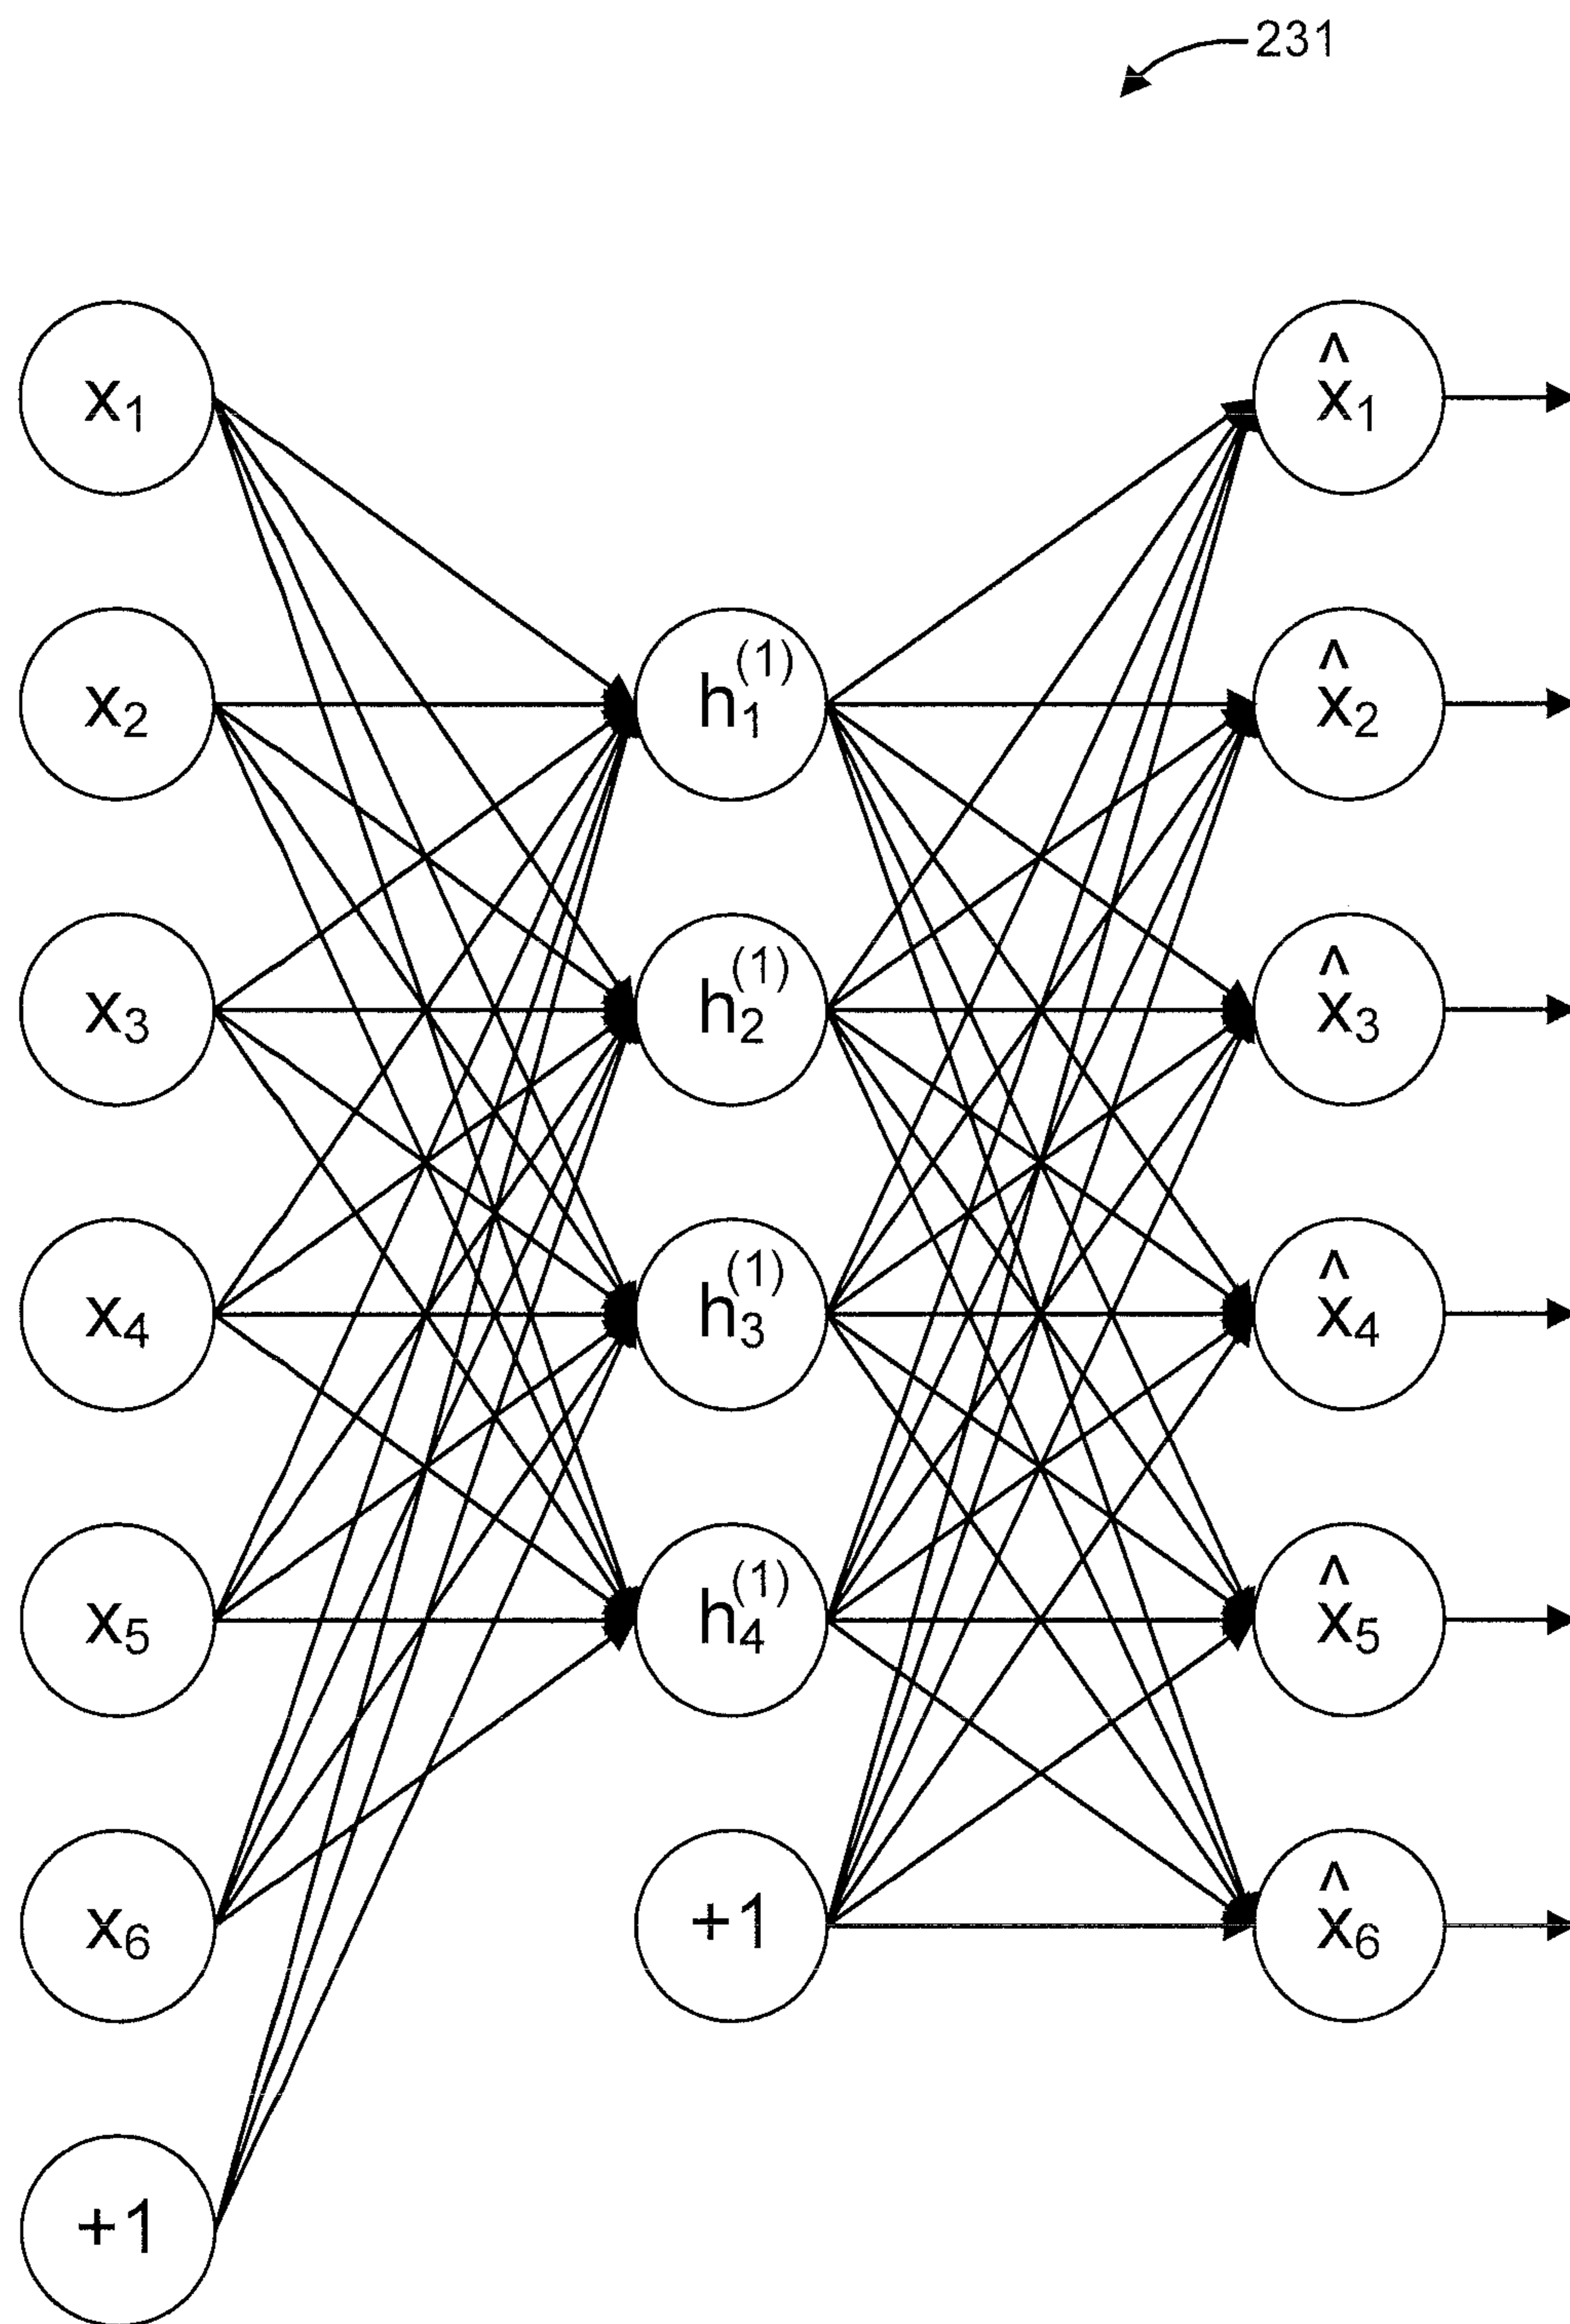 231
x₁
x₂
x₃
x₄
x₅
x₆
+1
h₁⁽¹⁾
h₂⁽¹⁾
h₃⁽¹⁾
h₄⁽¹⁾
+1
x̂₁
x̂₂
x̂₃
x̂₄
x̂₅
x̂₆